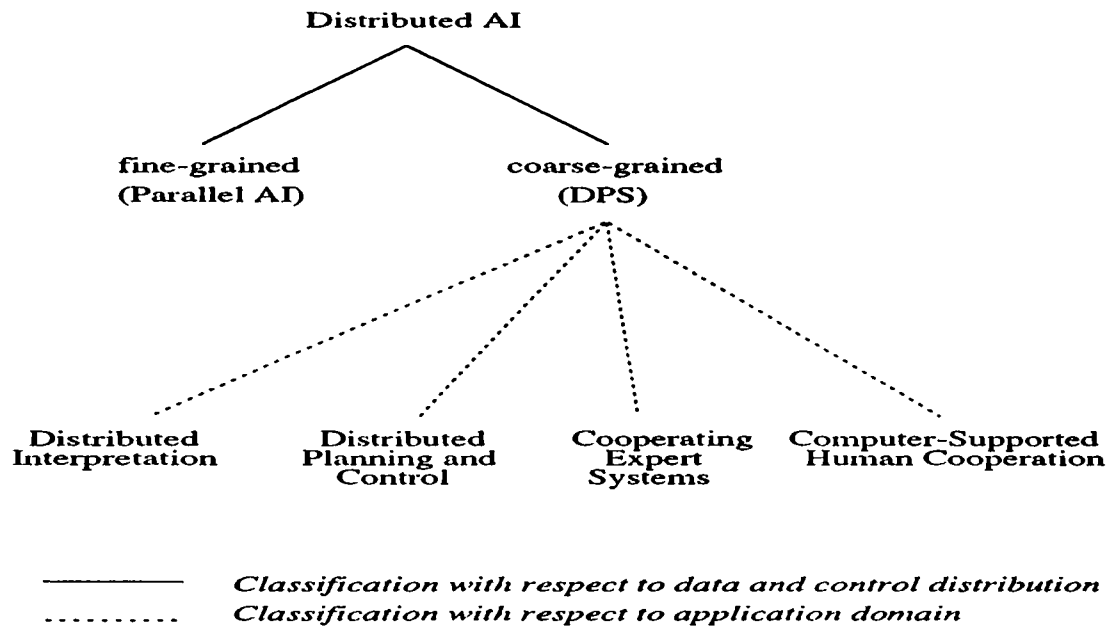 Distributed AI
fine-grained
(Parallel AI)
coarse-grained
(DPS)
Distributed
Interpretation
Distributed
Planning and
Control
Cooperating
Expert
Systems
Computer-Supported
Human Cooperation
Classification with respect to data and control distribution
Classification with respect to application domain